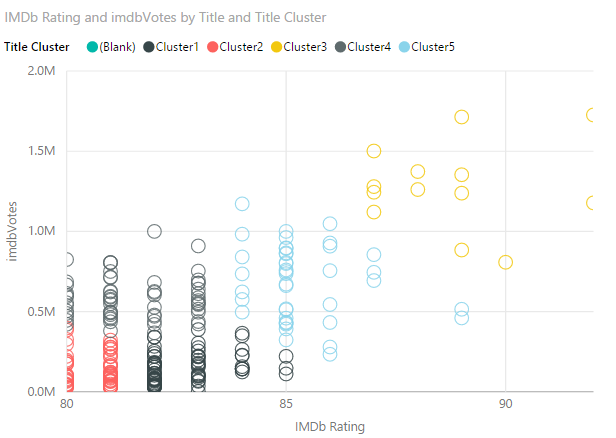 IMDb Rating and imdbVotes by Title and Title Cluster
Title Cluster (Blank) Cluster1 Cluster2 Cluster3 Cluster4 Cluster5
2.0M
1.5M
1.0M
0.5M
0.0M
imdbVotes
80 85 90
IMDb Rating